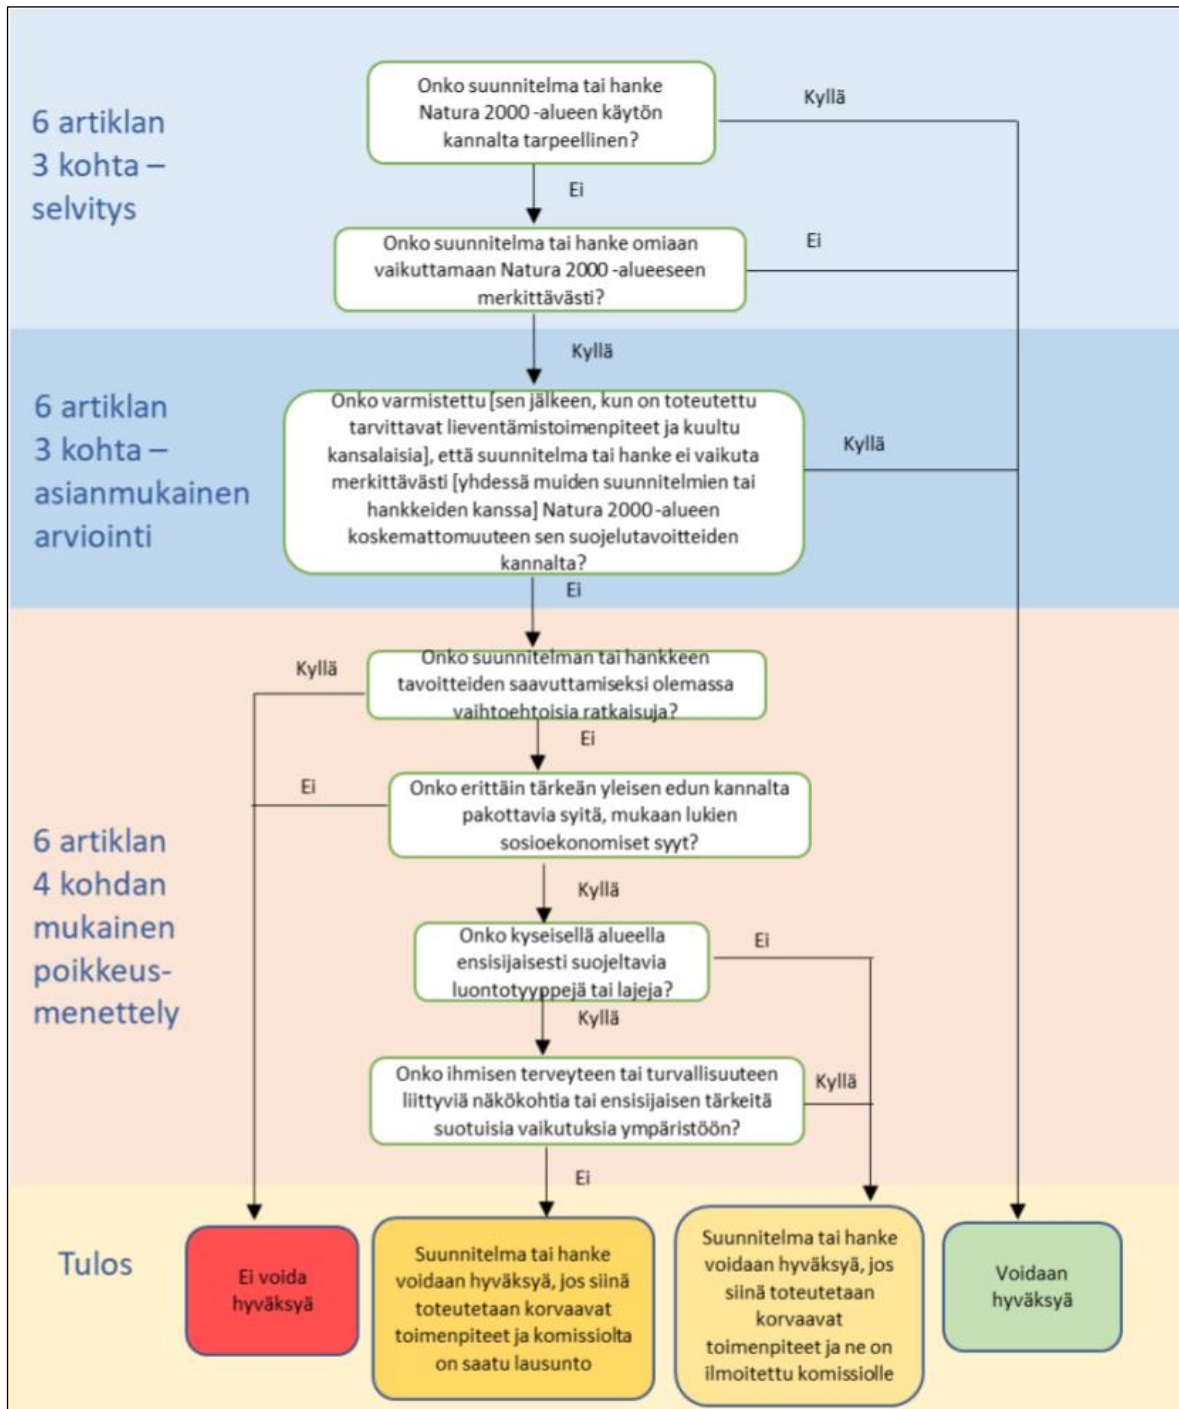 6 artiklan
3 kohta –
selvitys
Onko suunnitelma tai hanke
Natura 2000 -alueen käytön
kannalta tarpeellinen?
Kyllä
Ei
Onko suunnitelma tai hanke omiaan
vaikuttamaan Natura 2000 -alueeseen
merkittävästi?
Ei
Kyllä
6 artiklan
3 kohta –
asianmukainen
arviointi
Onko varmistettu [sen jälkeen, kun on toteutettu
tarvittavat lieventämistoimenpiteet ja kuultu
kansalaisia], että suunnitelma tai hanke ei vaikuta
merkittävästi [yhdessä muiden suunnitelmien tai
hankkeiden kanssa] Natura 2000 -alueen
koskemattomuuteen sen suojelutavoitteiden
kannalta?
Kyllä
Ei
6 artiklan
4 kohdan
mukainen
poikkeus-
menettely
Onko suunnitelman tai hankkeen
tavoitteiden saavuttamiseksi olemassa
vaihtoehtoisia ratkaisuja?
Kyllä
Ei
Onko erittäin tärkeän yleisen edun kannalta
pakottavia syitä, mukaan lukien
sosioekonomiset syyt?
Ei
Kyllä
Onko kyseisellä alueella
ensisijaisesti suojeltavia
luontotyyppejä tai lajeja?
Ei
Kyllä
Onko ihmisen terveyteen tai turvallisuuteen
liittyviä näkökohtia tai ensisijaisen tärkeitä
suotuisia vaikutuksia ympäristöön?
Kyllä
Ei
Tulos
Ei voida
hyväksyä
Suunnitelma tai hanke
voidaan hyväksyä, jos siinä
toteutetaan korvaavat
toimenpiteet ja komissiolta
on saatu lausunto
Suunnitelma tai hanke
voidaan hyväksyä, jos
siinä toteutetaan
korvaavat
toimenpiteet ja ne on
ilmoitettu komissiolle
Voidaan
hyväksyä